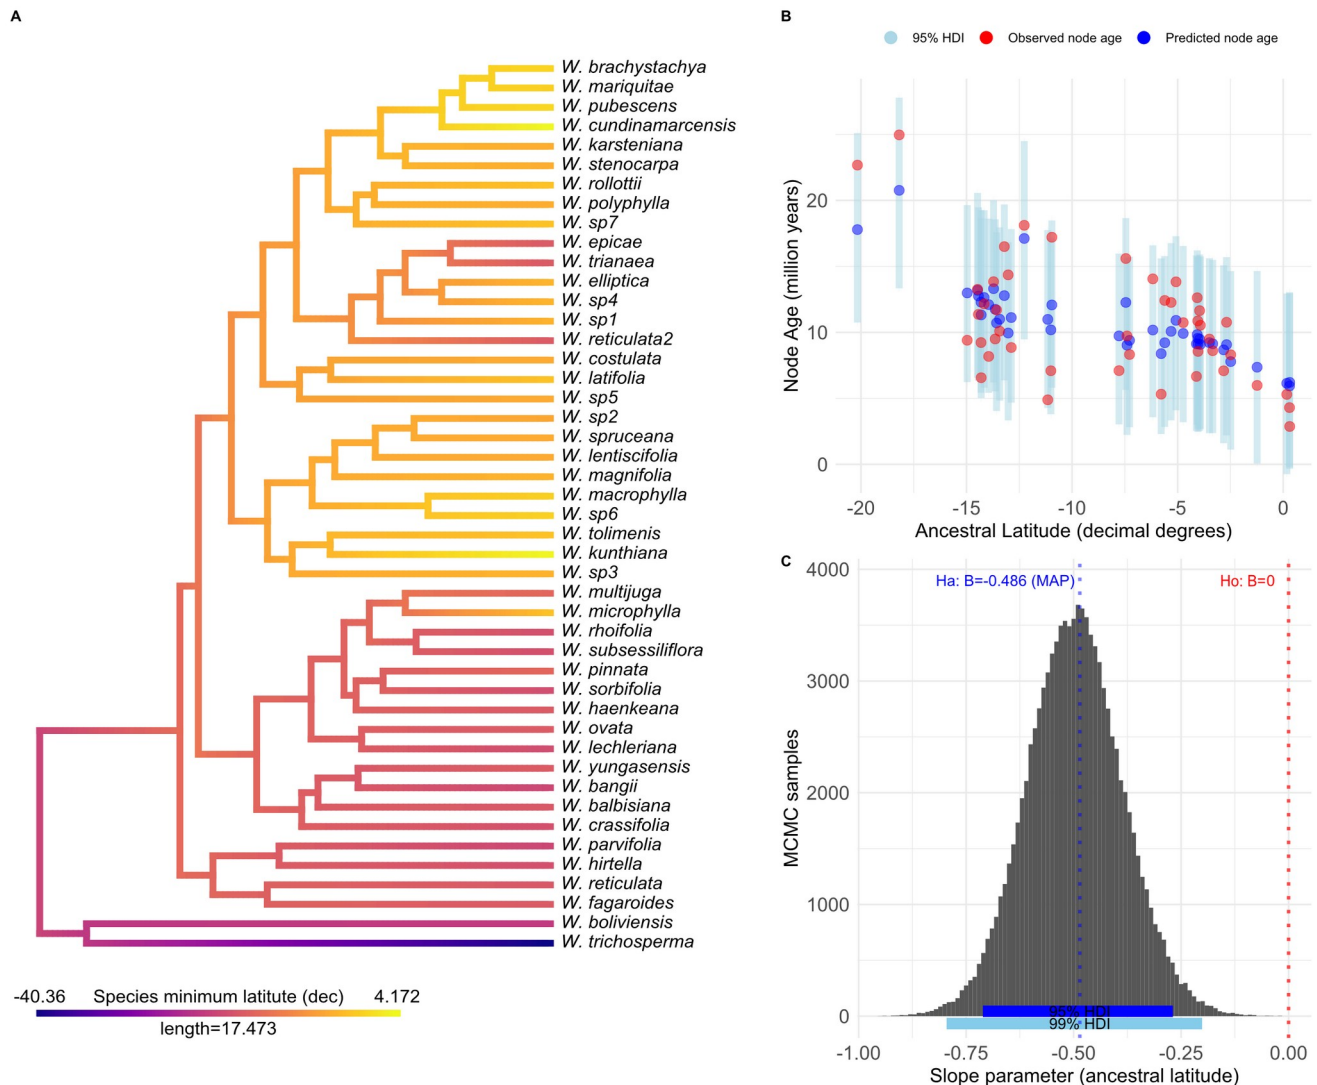 A
W. brachystachya
W. mariquitae
W. pubescens
W. cundinamarcensis
W. karsteniana
W. stenocarpa
W. rollottii
W. polyphylla
W. sp7
W. epicae
W. trianaea
W. elliptica
W. sp4
W. sp1
W. reticulata2
W. costulata
W. latifolia
W. sp5
W. sp2
W. spruceana
W. lentiscifolia
W. magnifolia
W. macrophylla
W. sp6
W. tolimenis
W. kunthiana
W. sp3
W. multijuga
W. microphylla
W. rhoifolia
W. subsessiliflora
W. pinnata
W. sorbifolia
W. haenkeana
W. ovata
W. lechleriana
W. yungasensis
W. bangii
W. balbisiana
W. crassifolia
W. parvifolia
W. hirtella
W. reticulata
W. fagaroides
W. boliviensis
W. trichosperma
-40.36 Species minimum latitute (dec) 4.172
length=17.473
B
95% HDI Observed node age Predicted node age
Node Age (million years)
20
10
0
-20 -15 -10 -5 0
Ancestral Latitude (decimal degrees)
C
Ha: B=-0.486 (MAP) Ho: B=0
MCMC samples
4000
3000
2000
1000
0
95% HDI
99% HDI
-1.00 -0.75 -0.50 -0.25 0.00
Slope parameter (ancestral latitude)